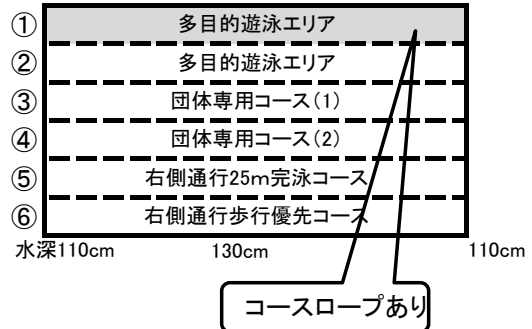 ① 多目的遊泳エリア
② 多目的遊泳エリア
③ 団体専用コース（1）
④ 団体専用コース（2）
⑤ 右側通行25ｍ完泳コース
⑥ 右側通行歩行優先コース
水深110cm 130cm 110cm
コースロープあり